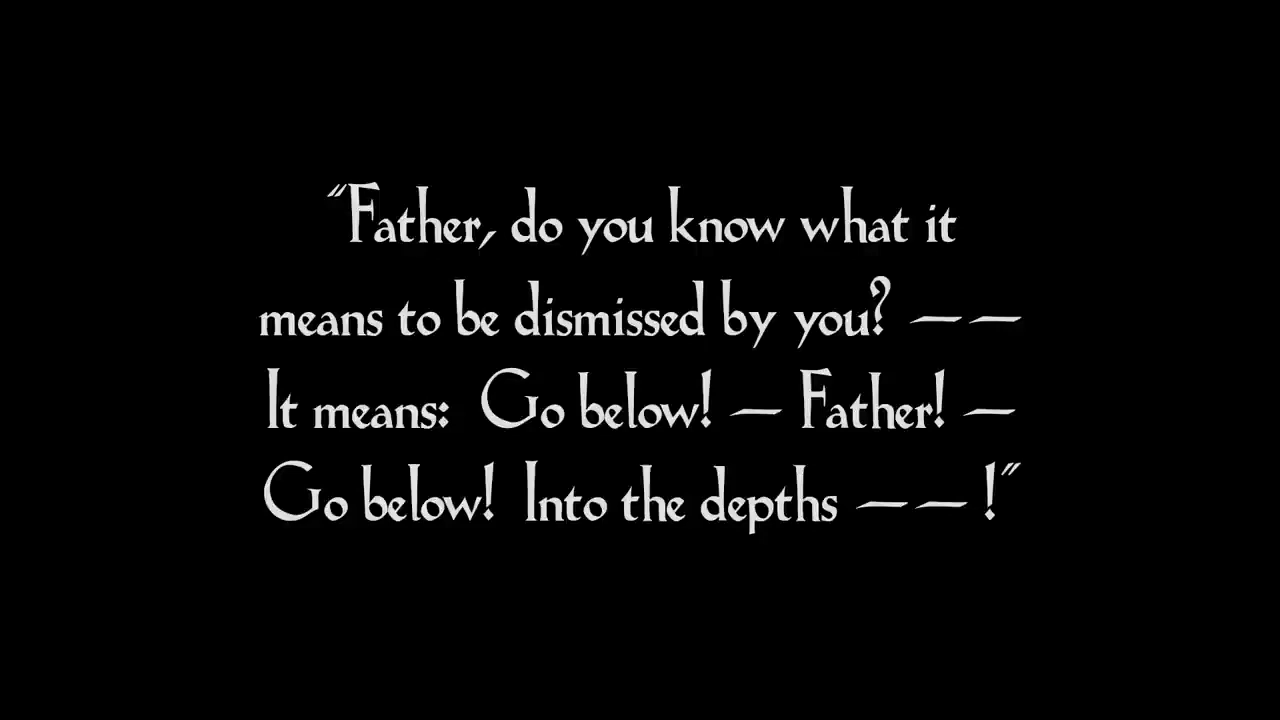 “Father, do you know what it
means to be dismissed by you? — —
It means: Go below! — Father! —
Go below! Into the depths — — !”